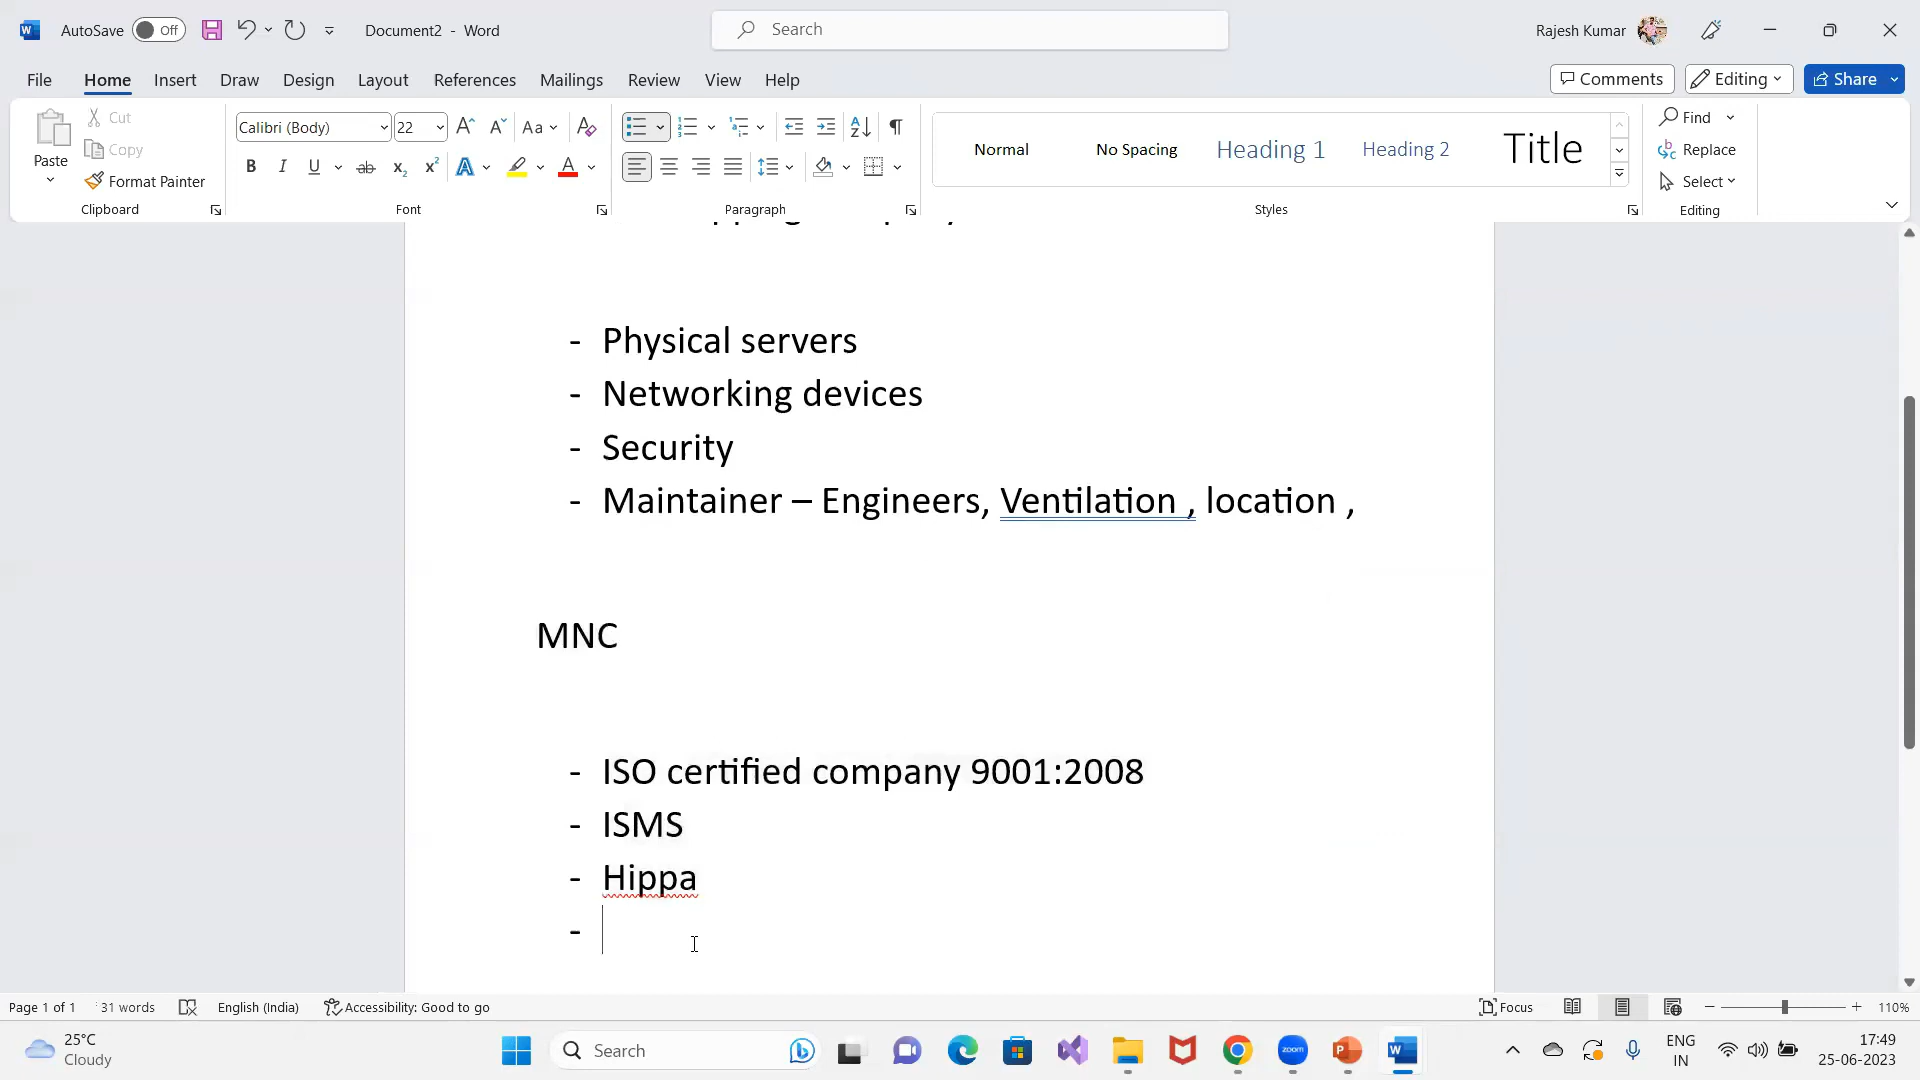 AutoSave Off Document2 - Word Search Rajesh Kumar
File Home Insert Draw Design Layout References Mailings Review View Help Comments Editing Share
Paste Cut Copy Format Painter Clipboard
Calibri (Body) 22 Aa Font
Paragraph
Normal No Spacing Heading 1 Heading 2 Title Styles
Find Replace Select Editing
- Physical servers
- Networking devices
- Security
- Maintainer – Engineers, Ventilation , location ,
MNC
- ISO certified company 9001:2008
- ISMS
- Hippa
-
Page 1 of 1 31 words English (India) Accessibility: Good to go Focus 110%
25°C Cloudy Search zoom ENG IN 17:49 25-06-2023